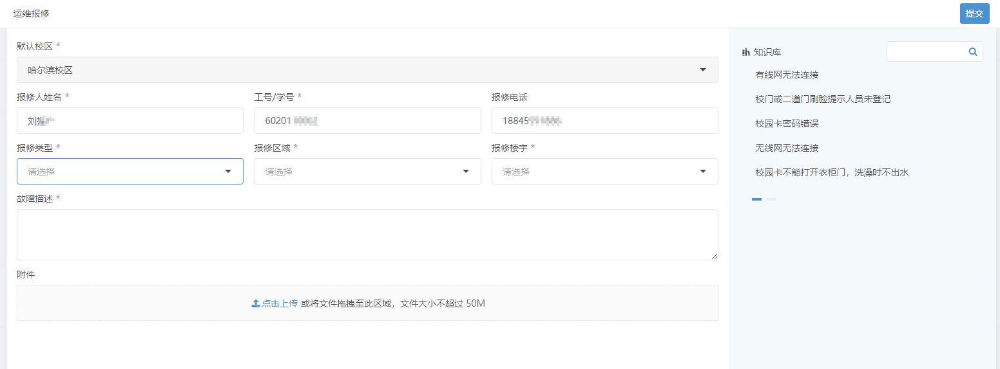 运维报修
提交
默认校区 *
哈尔滨校区
报修人姓名 *
工号/学号 *
报修电话
刘
60201
18845
报修类型 *
报修区域 *
报修楼宇 *
请选择
请选择
请选择
故障描述 *
附件
点击上传 或将文件拖拽至此区域，文件大小不超过 50M
知识库
有线网无法连接
校门或二道门刷脸提示人员未登记
校园卡密码错误
无线网无法连接
校园卡不能打开衣柜门，洗澡时不出水